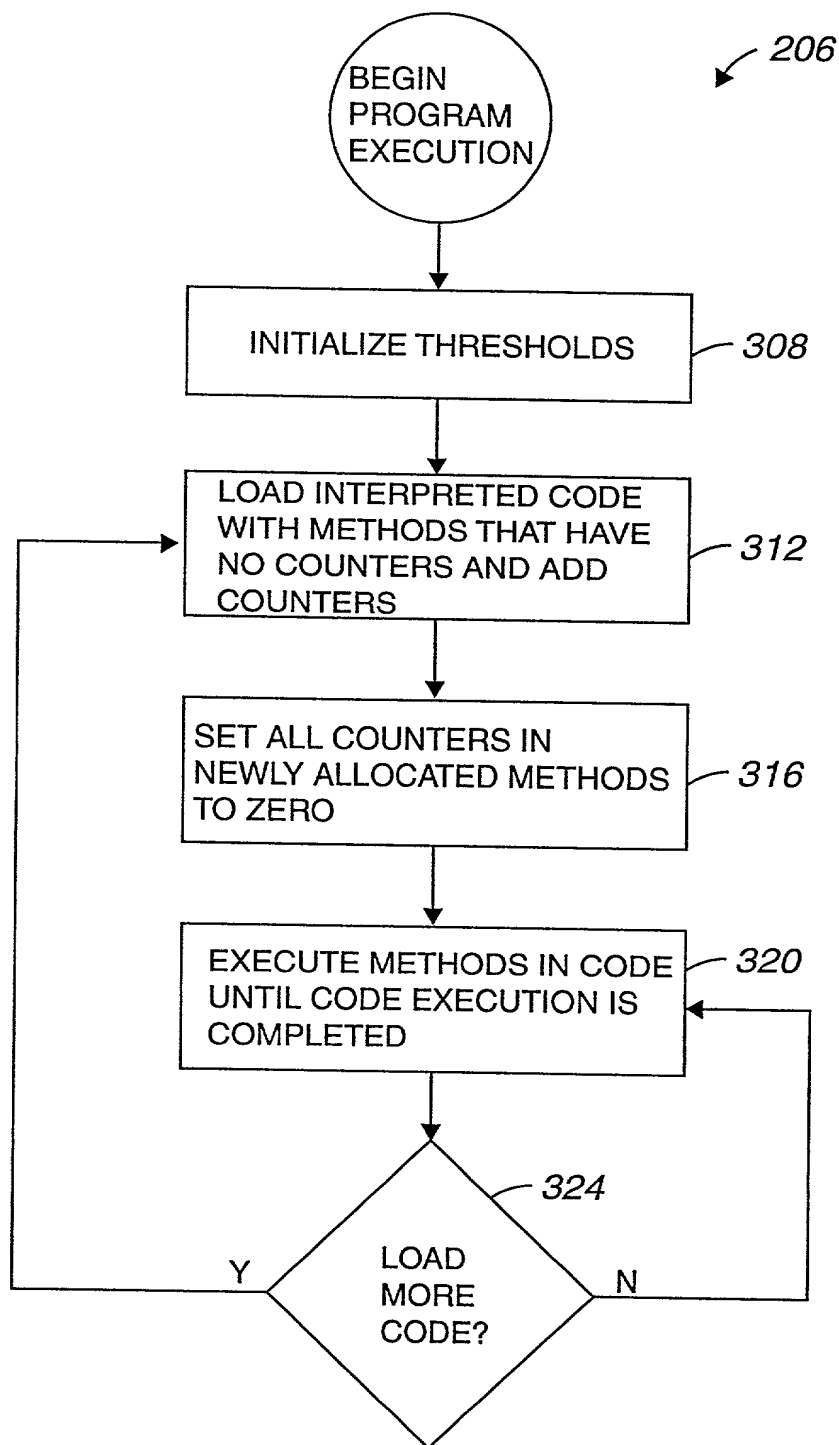 206
BEGIN
PROGRAM
EXECUTION
INITIALIZE THRESHOLDS
308
LOAD INTERPRETED CODE
WITH METHODS THAT HAVE
NO COUNTERS AND ADD
COUNTERS
312
SET ALL COUNTERS IN
NEWLY ALLOCATED METHODS
TO ZERO
316
EXECUTE METHODS IN CODE
UNTIL CODE EXECUTION IS
COMPLETED
320
324
LOAD
MORE
CODE?
Y
N